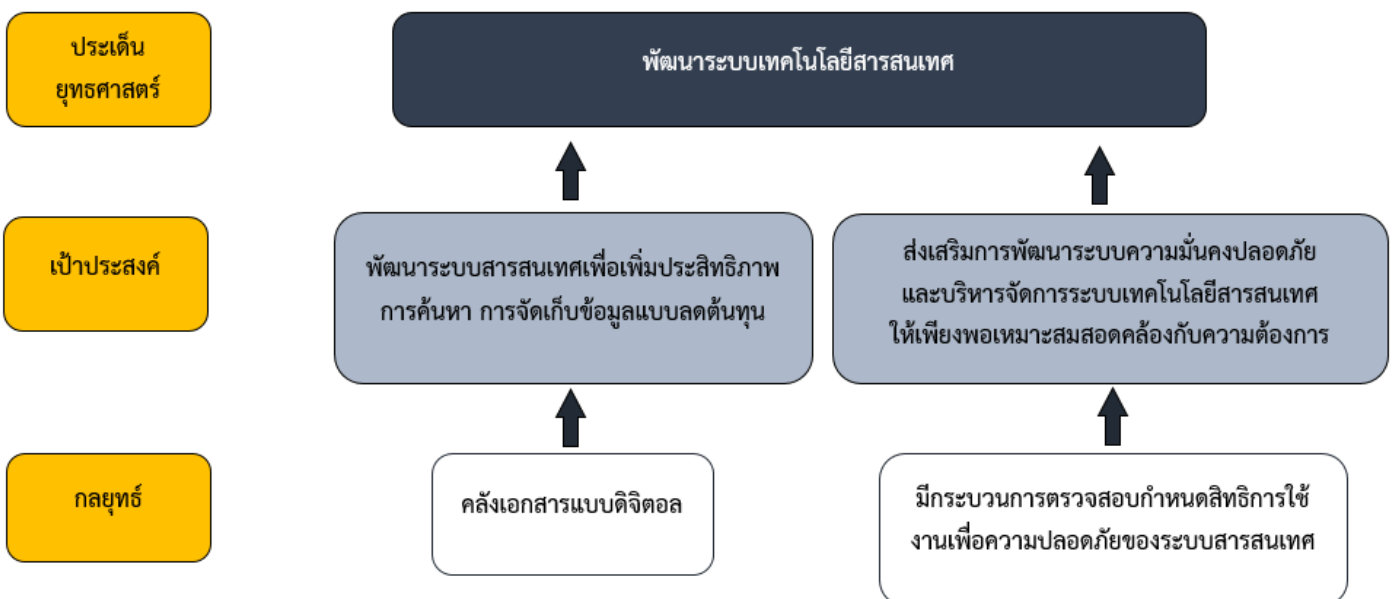 ประเด็น
ยุทธศาสตร์
พัฒนาระบบเทคโนโลยีสารสนเทศ
เป้าประสงค์
พัฒนาระบบสารสนเทศเพื่อเพิ่มประสิทธิภาพ
การค้นหา การจัดเก็บข้อมูลแบบลดต้นทุน
ส่งเสริมการพัฒนาระบบความมั่นคงปลอดภัย
และบริหารจัดการระบบเทคโนโลยีสารสนเทศ
ให้เพียงพอเหมาะสมสอดคล้องกับความต้องการ
กลยุทธ์
คลังเอกสารแบบดิจิตอล
มีกระบวนการตรวจสอบกำหนดสิทธิการใช้
งานเพื่อความปลอดภัยของระบบสารสนเทศ